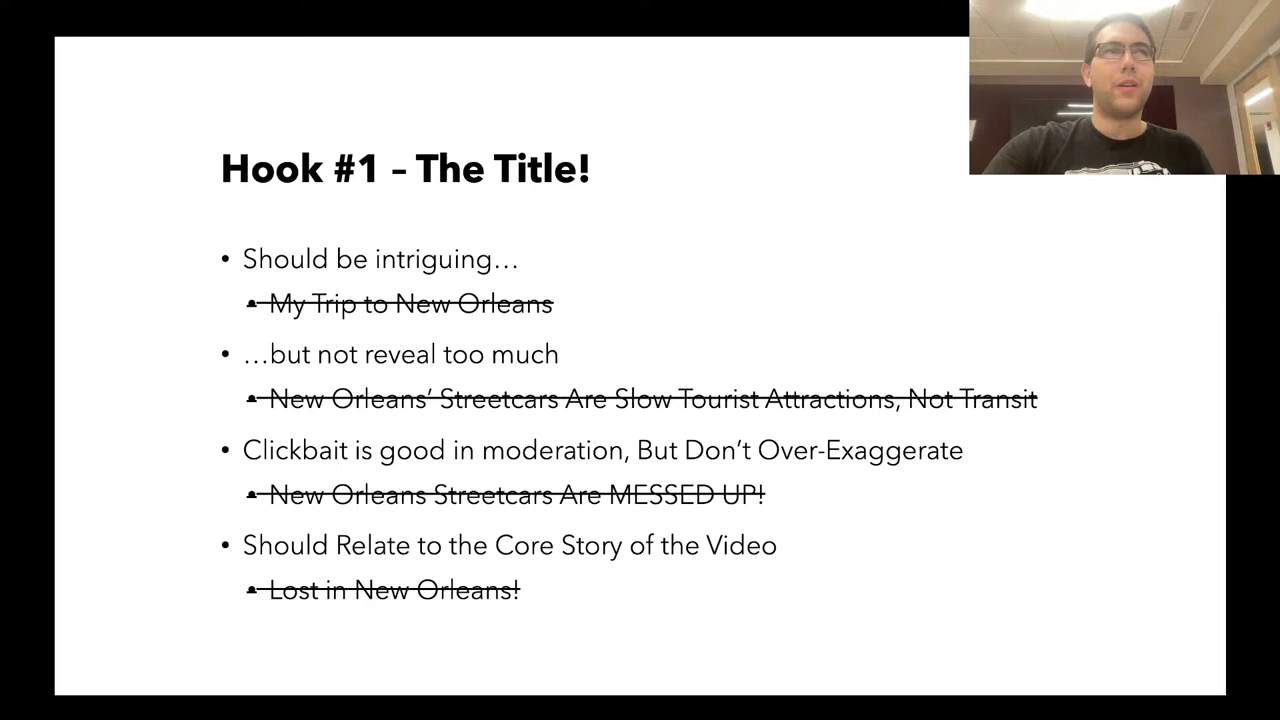 Hook #1 – The Title!
• Should be intriguing…
• My Trip to New Orleans
• …but not reveal too much
• New Orleans’ Streetcars Are Slow Tourist Attractions, Not Transit
• Clickbait is good in moderation, But Don’t Over-Exaggerate
• New Orleans Streetcars Are MESSED UP!
• Should Relate to the Core Story of the Video
• Lost in New Orleans!